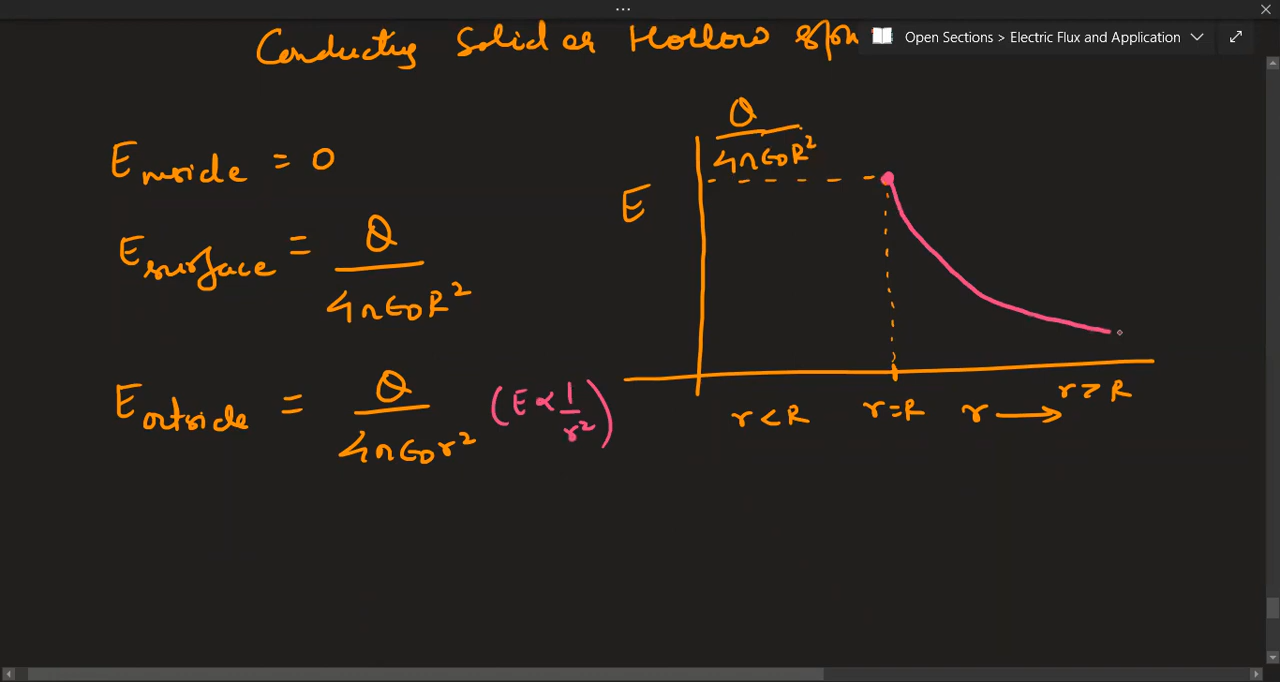 ...
Open Sections > Electric Flux and Application
Conducting Solid or Hollow
E inside = 0
E surface = Q / 4πε0R²
E outside = Q / 4πε0r² (E ∝ 1/r²)
Q / 4πε0R²
E
r < R
r = R
r →
r > R